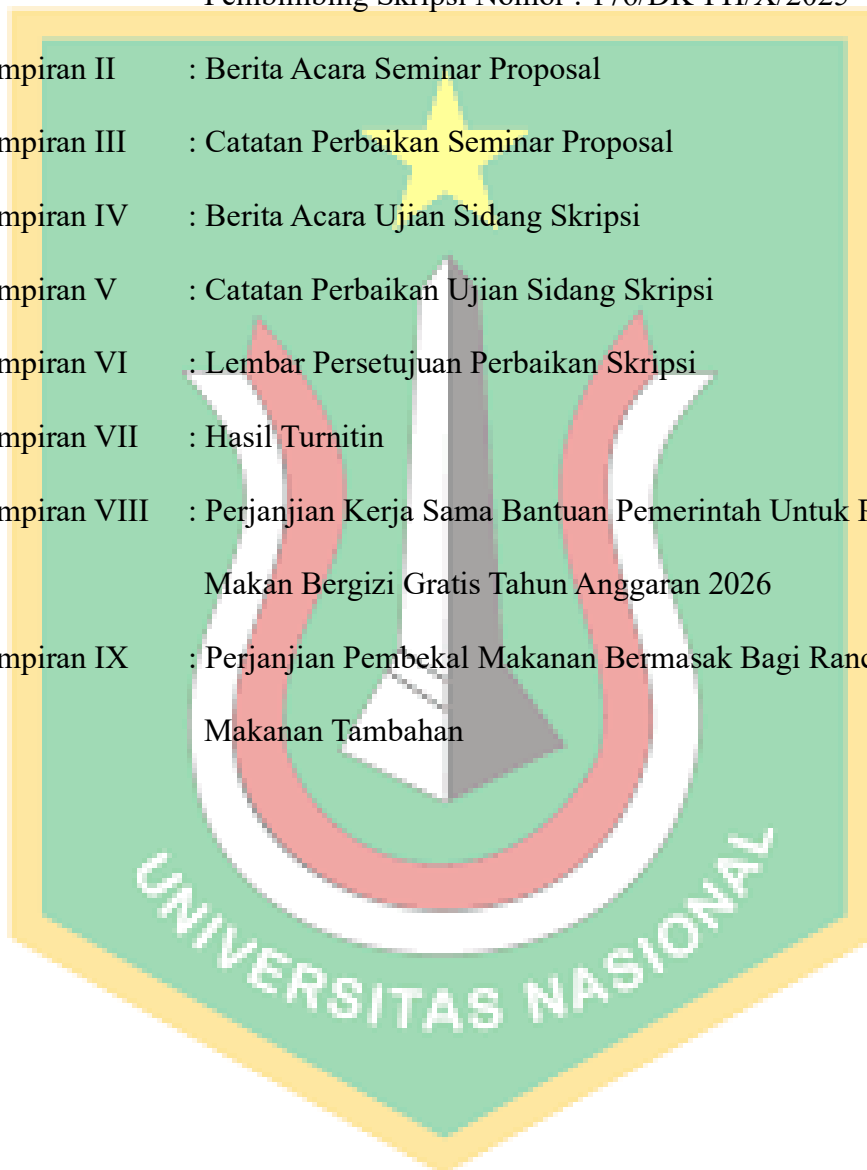 Pembimbing Skripsi Nomor : 176/DK-FH/X/2025
mpiran II : Berita Acara Seminar Proposal
mpiran III : Catatan Perbaikan Seminar Proposal
mpiran IV : Berita Acara Ujian Sidang Skripsi
mpiran V : Catatan Perbaikan Ujian Sidang Skripsi
mpiran VI : Lembar Persetujuan Perbaikan Skripsi
mpiran VII : Hasil Turnitin
mpiran VIII : Perjanjian Kerja Sama Bantuan Pemerintah Untuk
Makan Bergizi Gratis Tahun Anggaran 2026
mpiran IX : Perjanjian Pembekal Makanan Bermasak Bagi
Makanan Tambahan
UNIVERSITAS NASIONAL